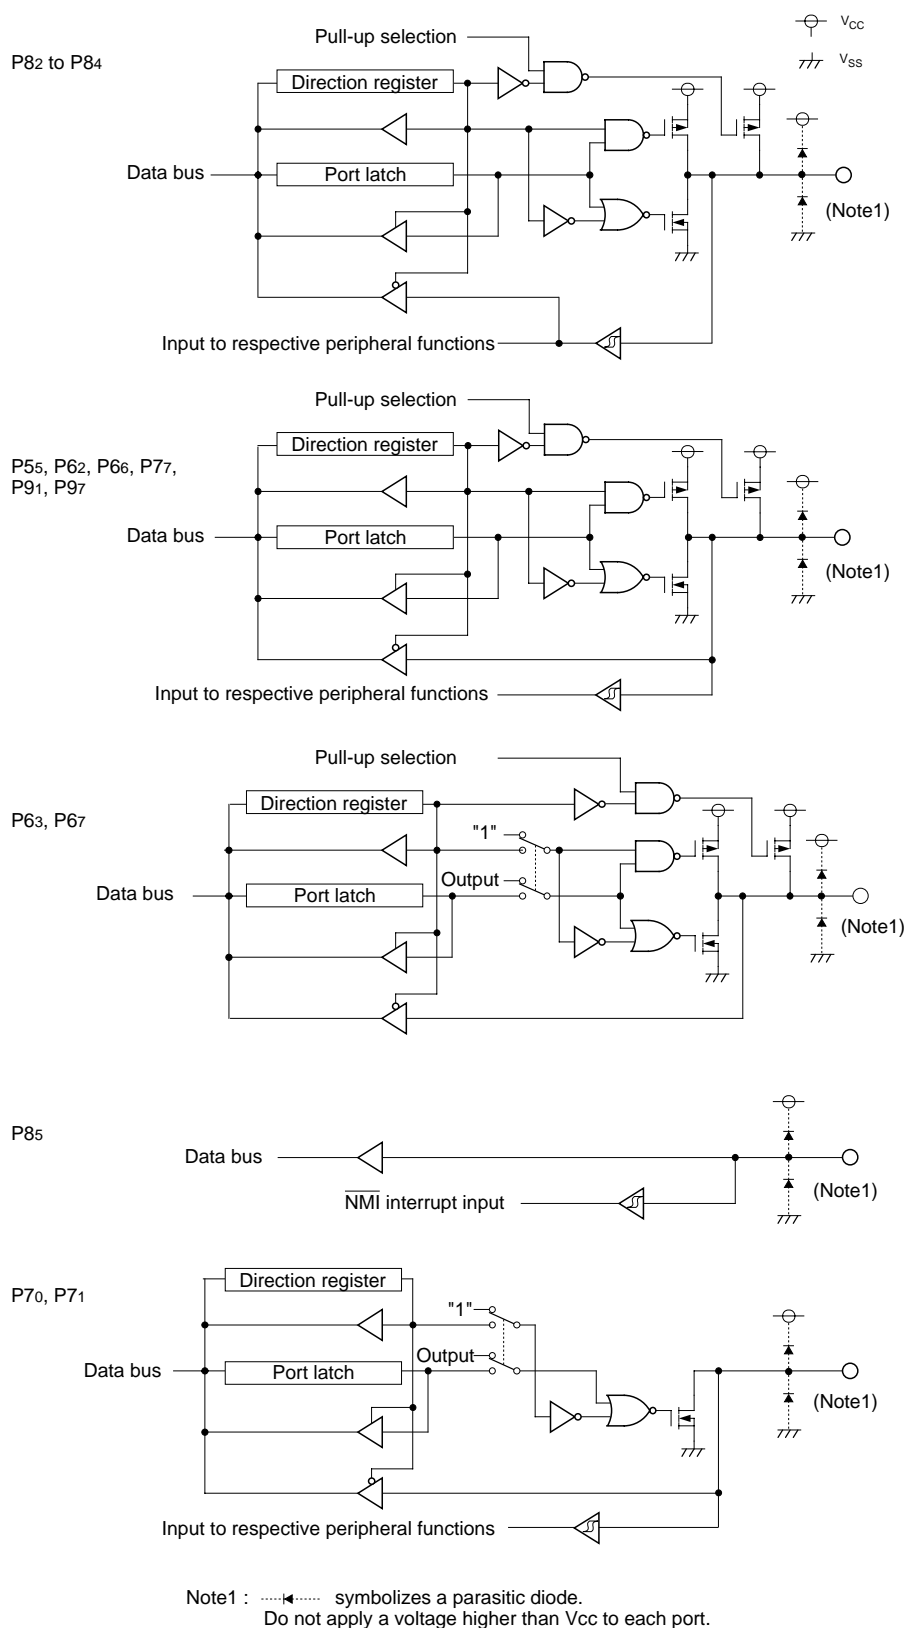 VCC
VSS
P82 to P84
Pull-up selection
Direction register
Data bus
Port latch
(Note1)
Input to respective peripheral functions
P55, P62, P66, P77,
P91, P97
Pull-up selection
Direction register
Data bus
Port latch
(Note1)
Input to respective peripheral functions
P63, P67
Pull-up selection
Direction register
"1"
Output
Data bus
Port latch
(Note1)
P85
Data bus
(Note1)
NMI interrupt input
P70, P71
Direction register
"1"
Output
Data bus
Port latch
(Note1)
Input to respective peripheral functions
Note1 : symbolizes a parasitic diode.
Do not apply a voltage higher than Vcc to each port.